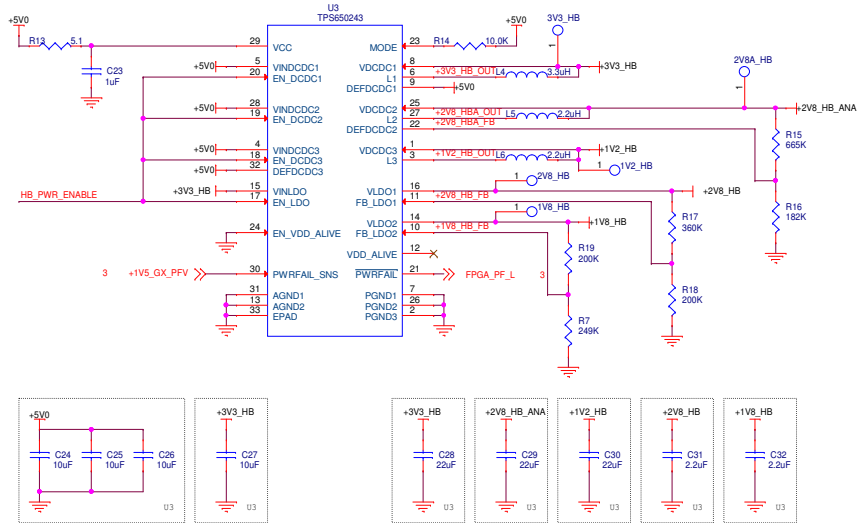 U3
TPS650243
+5V0
R13
5.1
C23
1uF
29
VCC
MODE
23
R14
10.0K
+5V0
3V3_HB
1
+5V0
5
VINDCDC1
20
EN_DCDC1
VDCDC1
8
+3V3_HB
L1
6
+3V3_HB_OUT
L4
3.3uH
DEFDCDC1
9
+5V0
2V8A_HB
1
+5V0
28
VINDCDC2
19
EN_DCDC2
VDCDC2
25
+2V8_HB_ANA
L2
27
+2V8_HBA_OUT
L5
2.2uH
DEFDCDC2
22
+2V8_HBA_FB
R15
665K
+5V0
4
VINDCDC3
18
EN_DCDC3
+5V0
32
DEFDCDC3
VDCDC3
1
+1V2_HB
L3
3
+1V2_HB_OUT
L6
2.2uH
1
1V2_HB
HB_PWR_ENABLE
+3V3_HB
15
VINLDO
17
EN_LDO
VLDO1
16
1
2V8_HB
+2V8_HB
FB_LDO1
11
+2V8_HB_FB
R16
182K
R17
360K
VLDO2
14
1
1V8_HB
+1V8_HB
24
EN_VDD_ALIVE
FB_LDO2
10
+1V8_HB_FB
R19
200K
VDD_ALIVE
12
3
+1V5_GX_PFV
30
PWRFAIL_SNS
PWRFAIL
21
FPGA_PF_L
3
R18
200K
31
AGND1
13
AGND2
33
EPAD
PGND1
7
PGND2
26
PGND3
2
R7
249K
+5V0
C24
10uF
C25
10uF
C26
10uF
U3
+3V3_HB
C27
10uF
U3
+3V3_HB
C28
22uF
U3
+2V8_HB_ANA
C29
22uF
U3
+1V2_HB
C30
22uF
U3
+2V8_HB
C31
2.2uF
U3
+1V8_HB
C32
2.2uF
U3